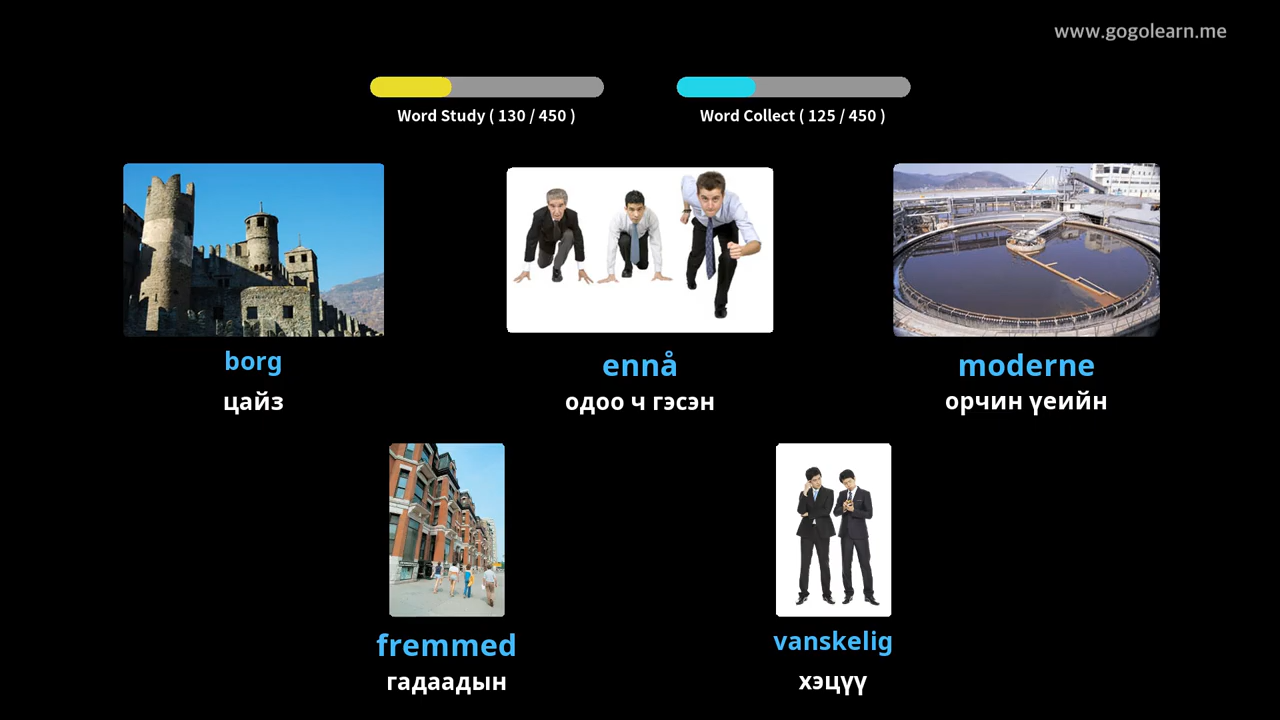 www.gogolearn.me
Word Study ( 130 / 450 )
Word Collect ( 125 / 450 )
borg
цайз
ennå
одоо ч гэсэн
moderne
орчин үеийн
fremmed
гадаадын
vanskelig
хэцүү